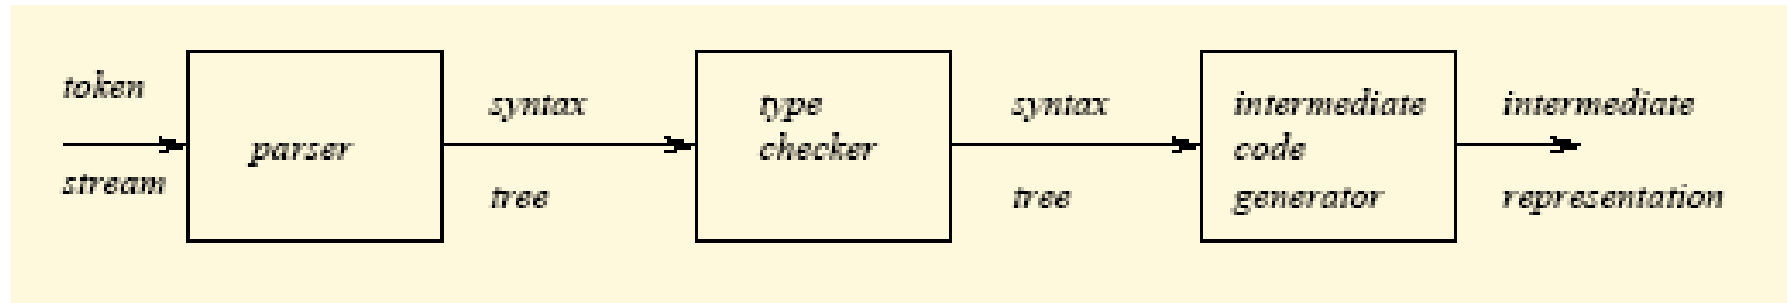 token
stream
parser
syntax
tree
type
checker
syntax
tree
intermediate
code
generator
intermediate
representation